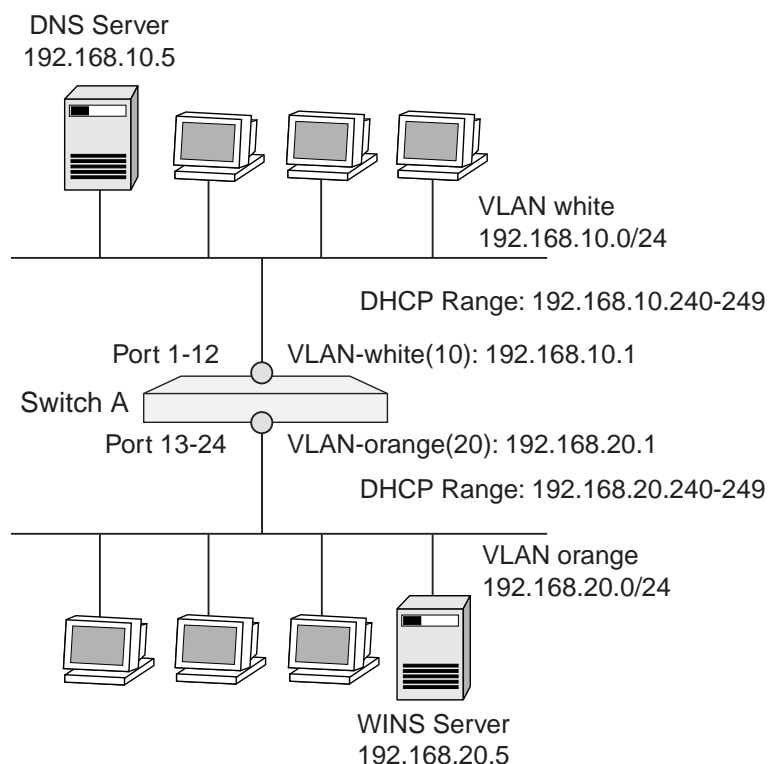 DNS Server
192.168.10.5
VLAN white
192.168.10.0/24
DHCP Range: 192.168.10.240-249
Port 1-12
VLAN-white(10): 192.168.10.1
Switch A
Port 13-24
VLAN-orange(20): 192.168.20.1
DHCP Range: 192.168.20.240-249
VLAN orange
192.168.20.0/24
WINS Server
192.168.20.5